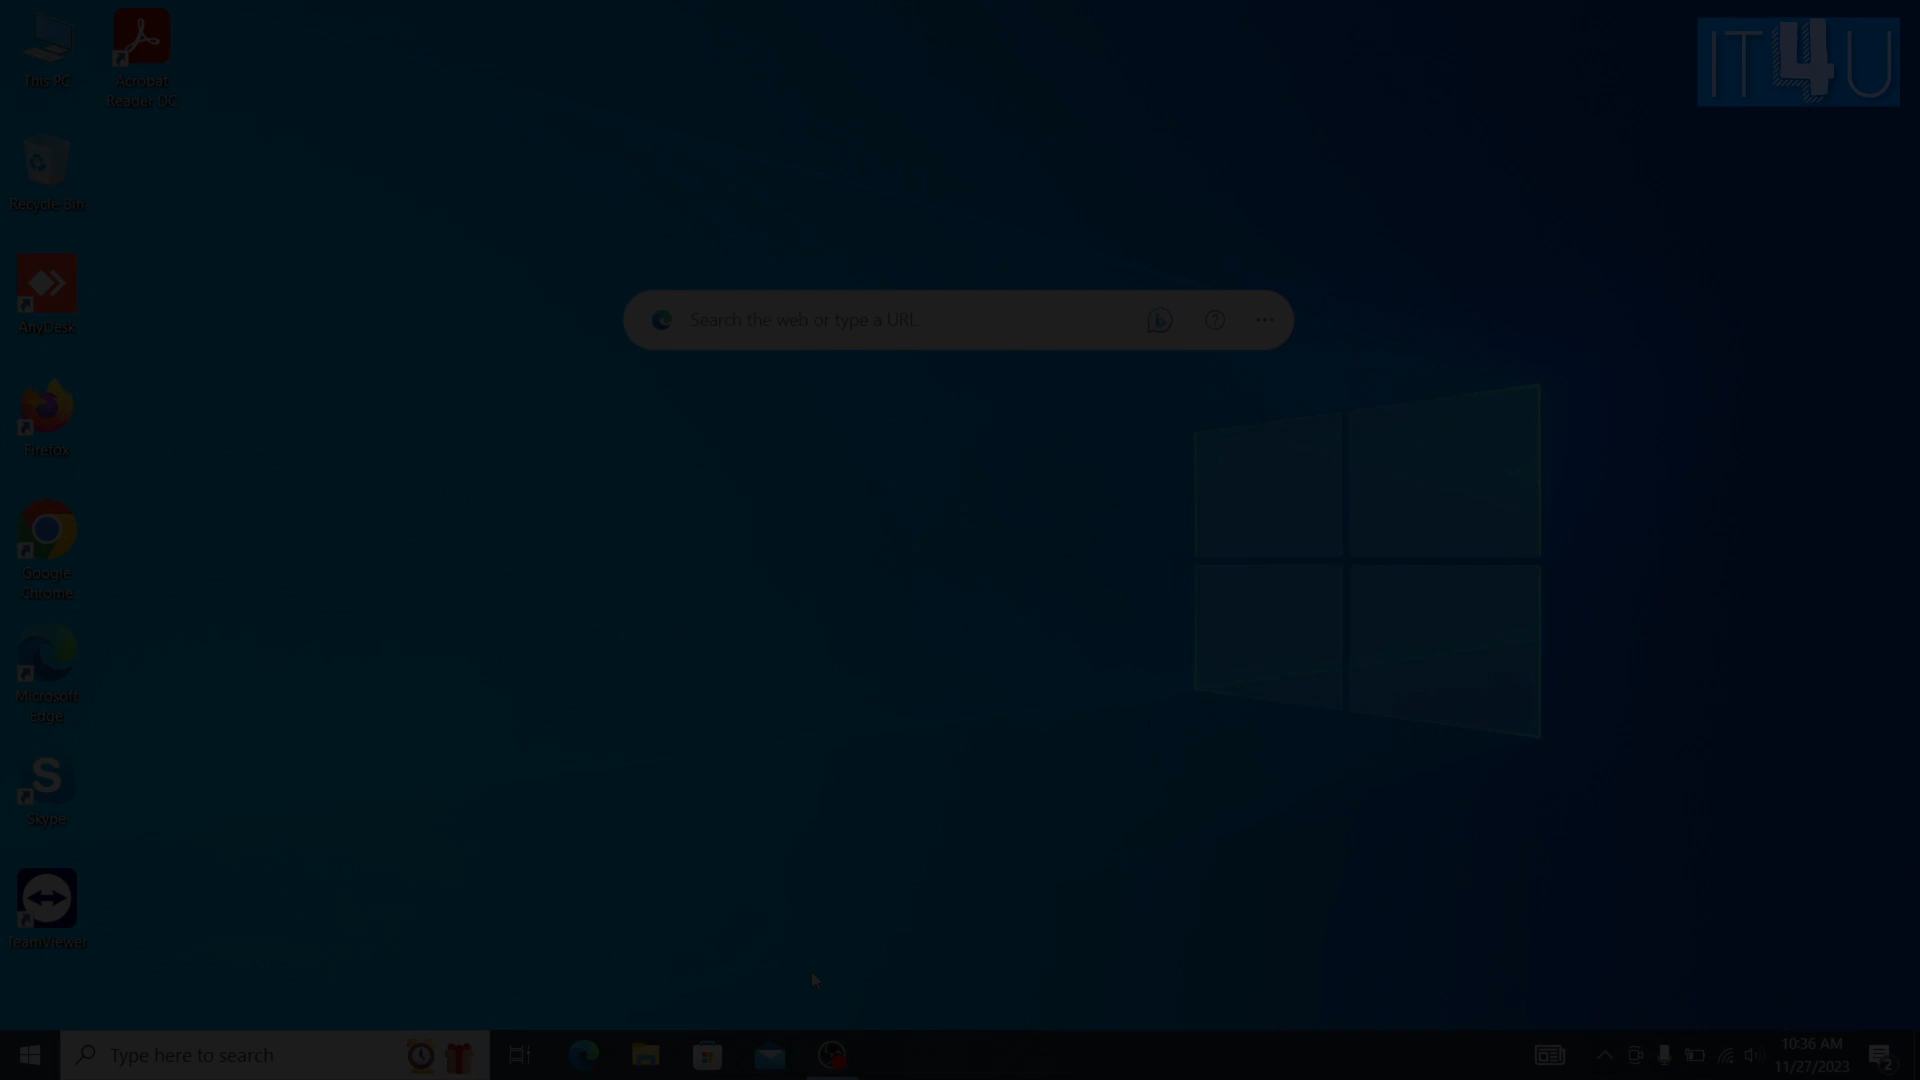 This PC
Acrobat
Reader DC
IT4U
Recycle Bin
AnyDesk
Search the web or type a URL
Firefox
Google
Chrome
Microsoft
Edge
Skype
TeamViewer
Type here to search
10:36 AM
11/27/2023
2